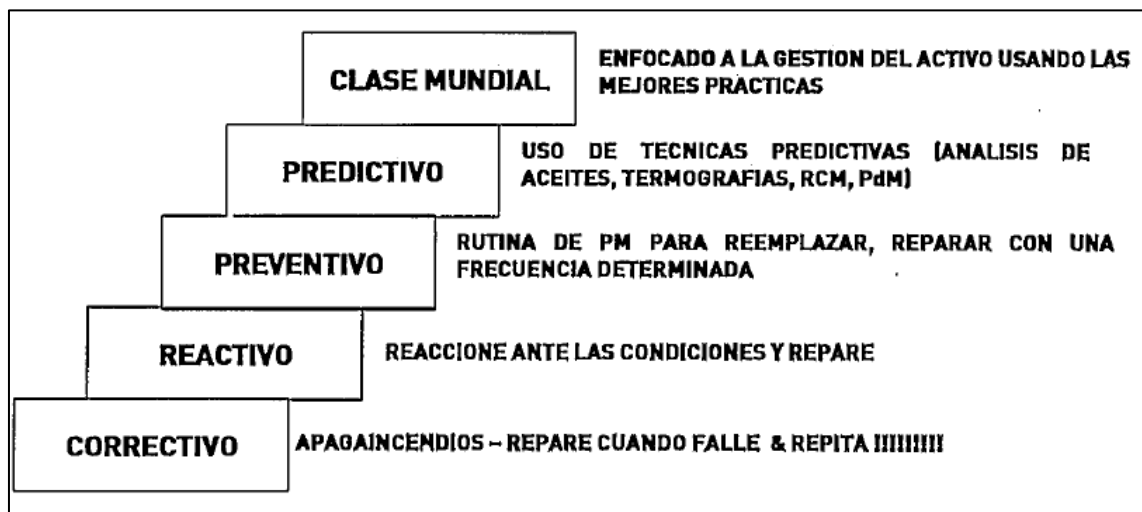 CLASE MUNDIAL
ENFOCADO A LA GESTION DEL ACTIVO USANDO LAS
MEJORES PRACTICAS
PREDICTIVO
USO DE TECNICAS PREDICTIVAS (ANALISIS DE
ACEITES, TERMOGRAFIAS, RCM, PdM)
PREVENTIVO
RUTINA DE PM PARA REEMPLAZAR, REPARAR CON UNA
FRECUENCIA DETERMINADA
REACTIVO
REACCIONE ANTE LAS CONDICIONES Y REPARE
CORRECTIVO
APAGAINCENDIOS – REPARE CUANDO FALLE & REPITA !!!!!!!!!